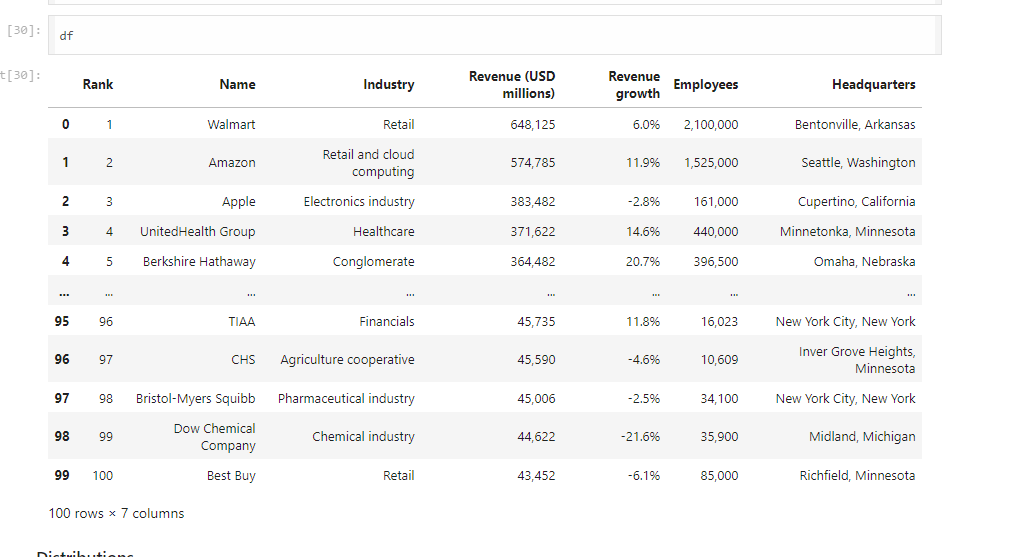 [30]: df
t[30]:
Rank Name Industry Revenue (USD millions) Revenue growth Employees Headquarters
0 1 Walmart Retail 648,125 6.0% 2,100,000 Bentonville, Arkansas
1 2 Amazon Retail and cloud computing 574,785 11.9% 1,525,000 Seattle, Washington
2 3 Apple Electronics industry 383,482 -2.8% 161,000 Cupertino, California
3 4 UnitedHealth Group Healthcare 371,622 14.6% 440,000 Minnetonka, Minnesota
4 5 Berkshire Hathaway Conglomerate 364,482 20.7% 396,500 Omaha, Nebraska
... ... ... ... ... ... ... ...
95 96 TIAA Financials 45,735 11.8% 16,023 New York City, New York
96 97 CHS Agriculture cooperative 45,590 -4.6% 10,609 Inver Grove Heights, Minnesota
97 98 Bristol-Myers Squibb Pharmaceutical industry 45,006 -2.5% 34,100 New York City, New York
98 99 Dow Chemical Company Chemical industry 44,622 -21.6% 35,900 Midland, Michigan
99 100 Best Buy Retail 43,452 -6.1% 85,000 Richfield, Minnesota
100 rows × 7 columns
Distributions